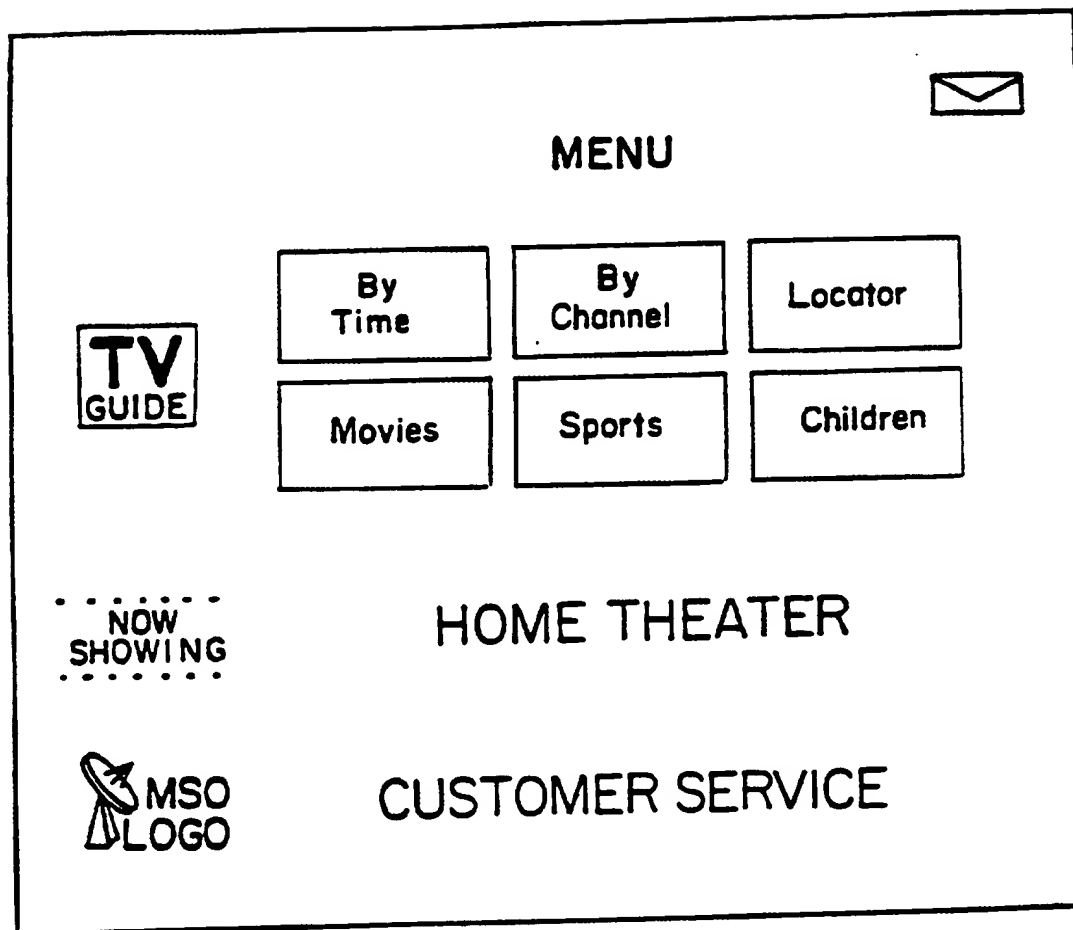 MENU
By
Time
By
Channel
Locator
TV
GUIDE
Movies
Sports
Children
NOW
SHOWING
HOME THEATER
MSO
LOGO
CUSTOMER SERVICE